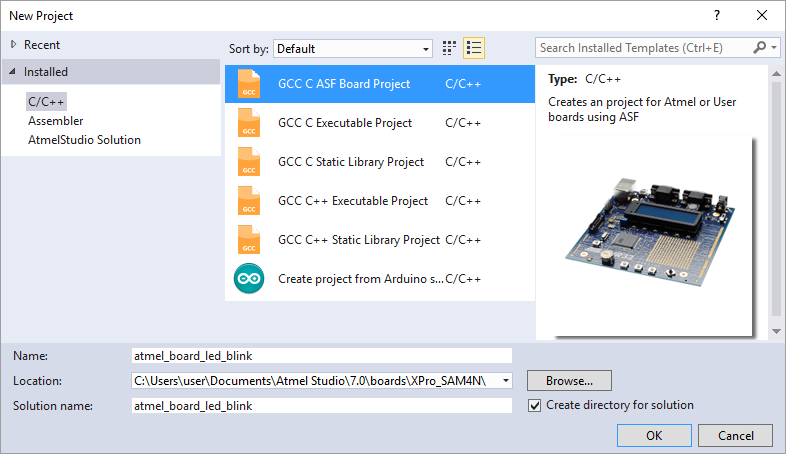 New Project
?
Recent
Installed
C/C++
Assembler
AtmelStudio Solution
Sort by: Default
Search Installed Templates (Ctrl+E)
GCC GCC C ASF Board Project C/C++
GCC GCC C Executable Project C/C++
GCC GCC C Static Library Project C/C++
GCC GCC C++ Executable Project C/C++
GCC GCC C++ Static Library Project C/C++
Create project from Arduino s... C/C++
Type: C/C++
Creates an project for Atmel or User
boards using ASF
Name: atmel_board_led_blink
Location: C:\Users\user\Documents\Atmel Studio\7.0\boards\XPro_SAM4N\
Browse...
Solution name: atmel_board_led_blink
Create directory for solution
OK Cancel